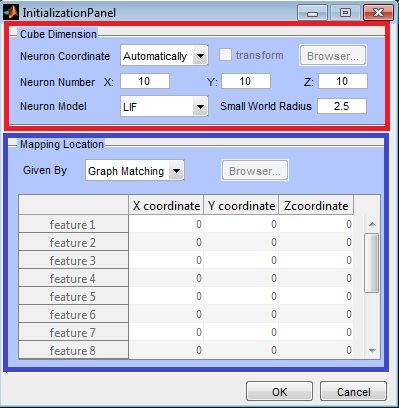 InitializationPanel
Cube Dimension
Neuron Coordinate Automatically transform Browser...
Neuron Number X: 10 Y: 10 Z: 10
Neuron Model LIF Small World Radius 2.5
Mapping Location
Given By Graph Matching Browser...
X coordinate Y coordinate Zcoordinate
feature 1 0 0 0
feature 2 0 0 0
feature 3 0 0 0
feature 4 0 0 0
feature 5 0 0 0
feature 6 0 0 0
feature 7 0 0 0
feature 8 0 0 0
OK Cancel